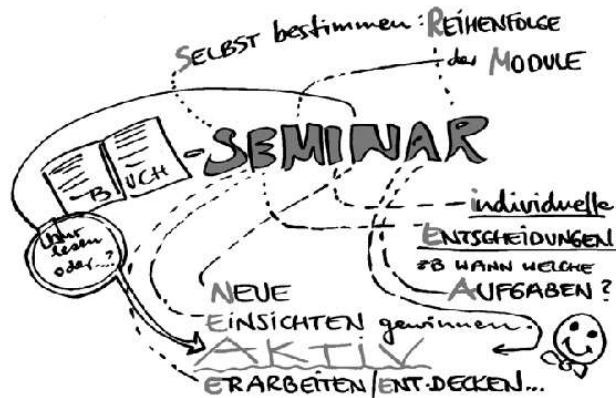 SELBST bestimmen: REIHENFOLGE
der MODULE
BUCH - SEMINAR
individuelle
ENTSCHEIDUNGEN
zB WANN WELCHE
AUFGABEN?
Nur
lesen
oder...?
NEUE
EINSICHTEN gewinnen.
AKTiV
ERARBEITEN/ENT-DECKEN...